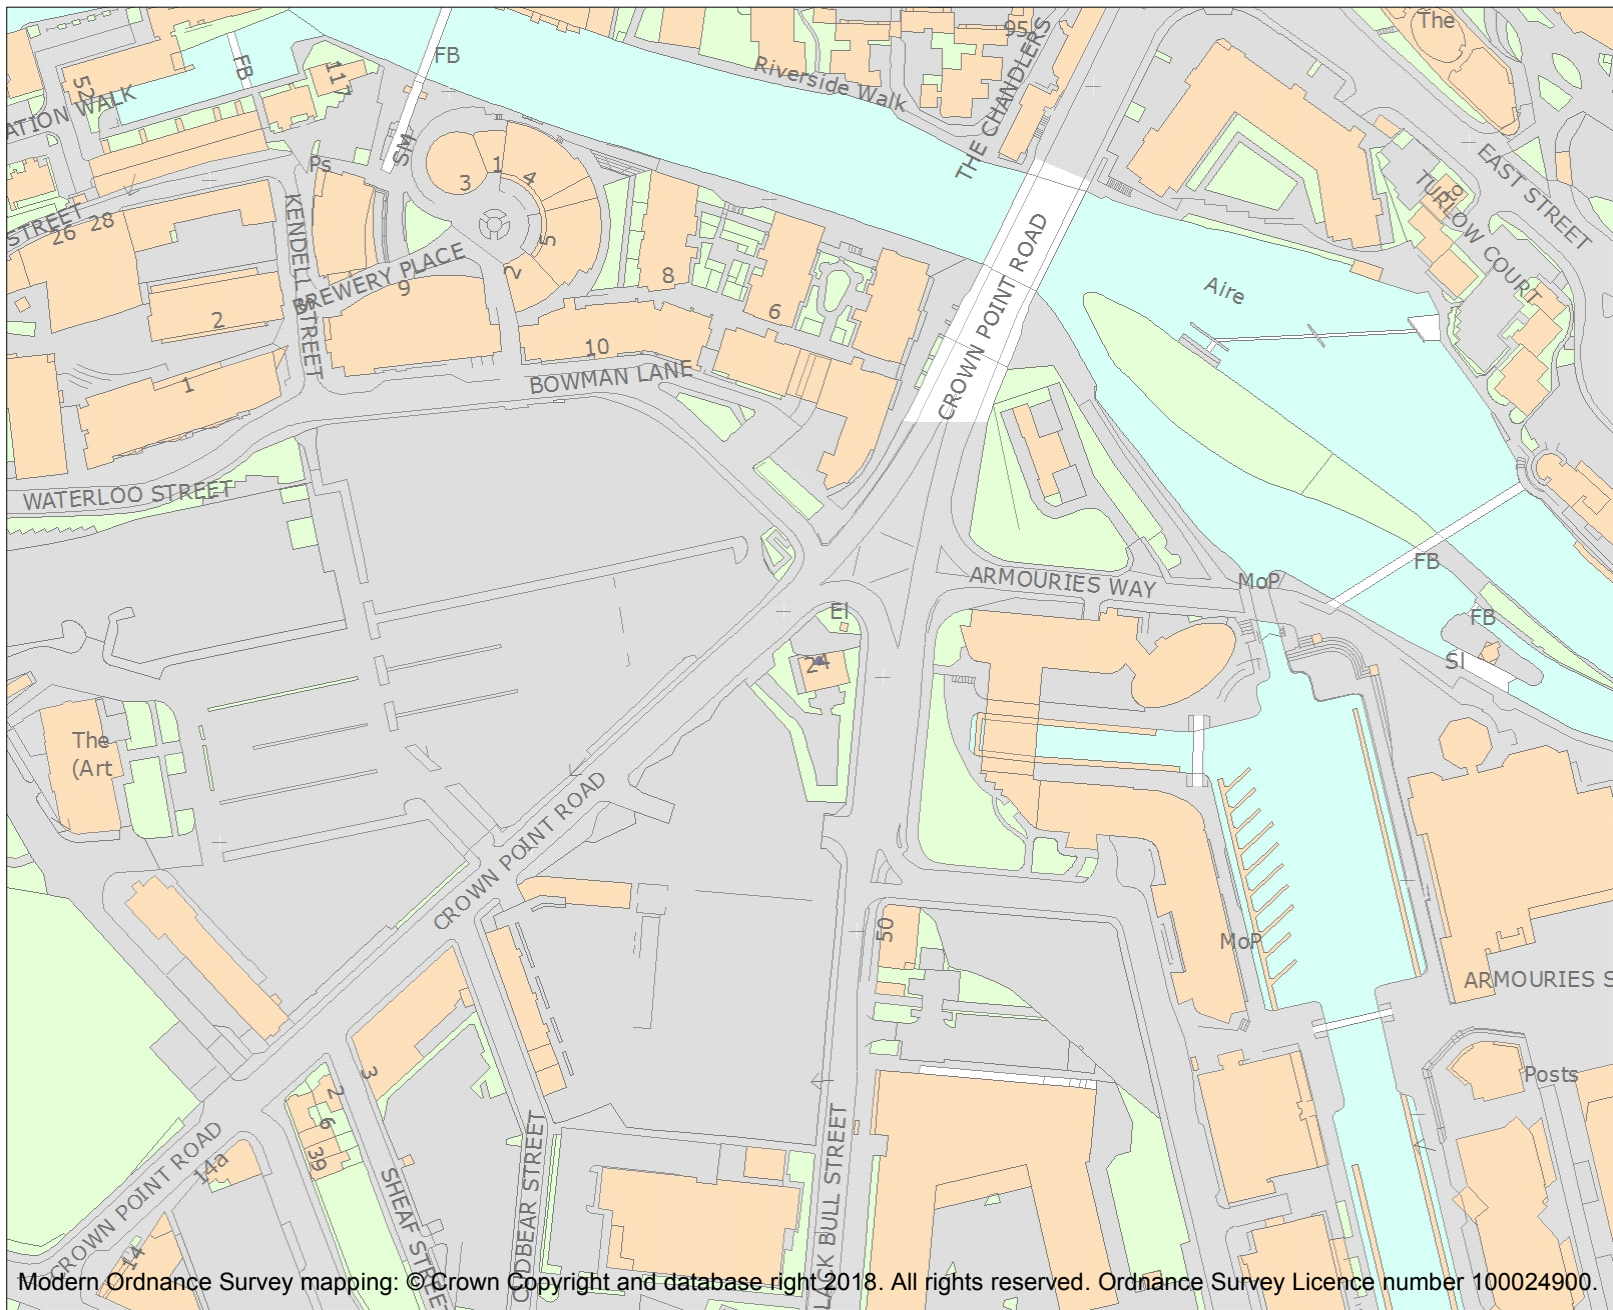 The
95
FB
FB
117
52
Riverside Walk
THE CHANDLERS
ATION WALK
SM
Ps
1
3
4
5
2
EAST STREET
TURLOW COURT
9
STREET
26
28
KENDELL STREET
BREWERY PLACE
9
8
6
2
10
CROWN POINT ROAD
Aire
1
BOWMAN LANE
WATERLOO STREET
ARMOURIES WAY
MoP
FB
FB
El
24
SI
The
(Art
CROWN POINT ROAD
50
MoP
ARMOURIES S
3
2
6
39
Posts
CROWN POINT ROAD
14a
14
SHEAF STREET
CUDBEAR STREET
LACK BULL STREET
Modern Ordnance Survey mapping: © Crown Copyright and database right 2018. All rights reserved. Ordnance Survey Licence number 100024900.